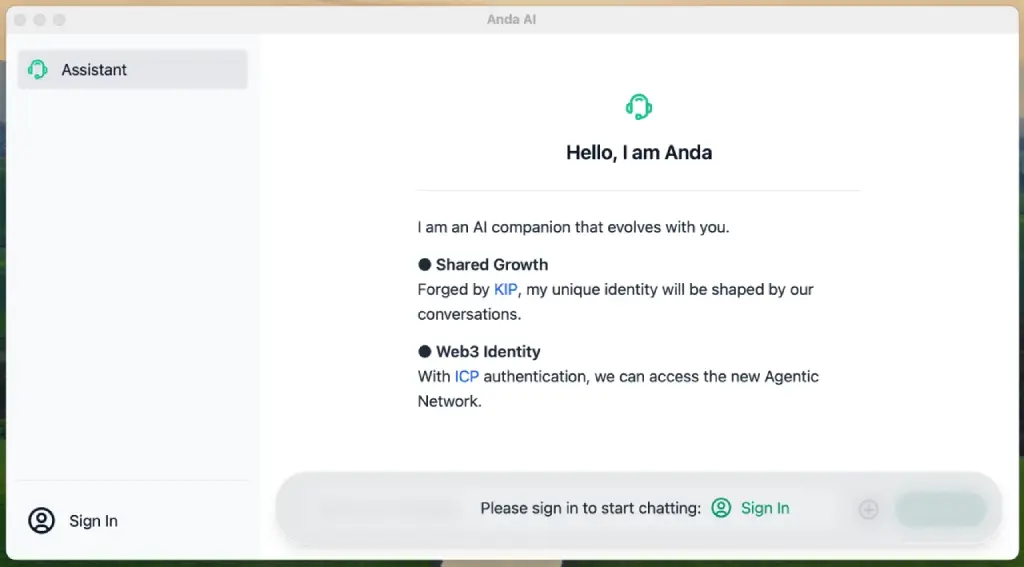 Anda AI
Assistant
Hello, I am Anda
I am an AI companion that evolves with you.
● Shared Growth
Forged by KIP, my unique identity will be shaped by our
conversations.
● Web3 Identity
With ICP authentication, we can access the new Agentic
Network.
Please sign in to start chatting: Sign In
Sign In